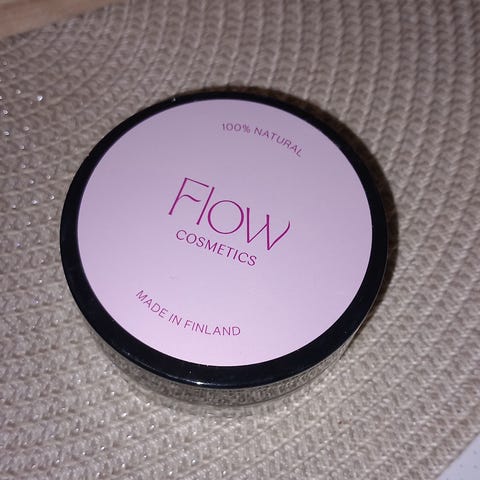 100% NATURAL
Flow
COSMETICS
MADE IN FINLAND